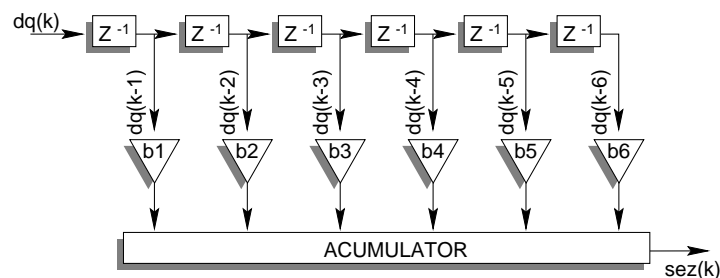 dq(k)
Z -1
Z -1
Z -1
Z -1
Z -1
Z -1
dq(k-1)
dq(k-2)
dq(k-3)
dq(k-4)
dq(k-5)
dq(k-6)
b1
b2
b3
b4
b5
b6
ACUMULATOR
sez(k)